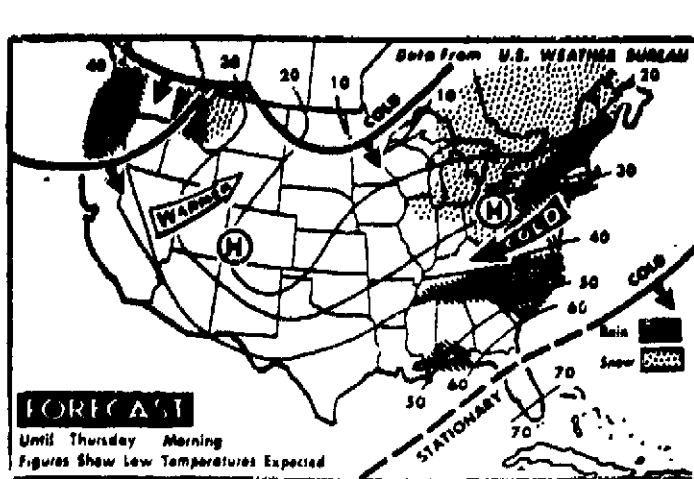 Data From U.S. WEATHER BUREAU
40 30 20 10 COLD 10 20
30
WARMER H H COLD
40
COLD
50
60
Rain
Snow
70
50 60
STATIONARY
70
FORECAST
Until Thursday Morning
Figures Show Low Temperatures Expected